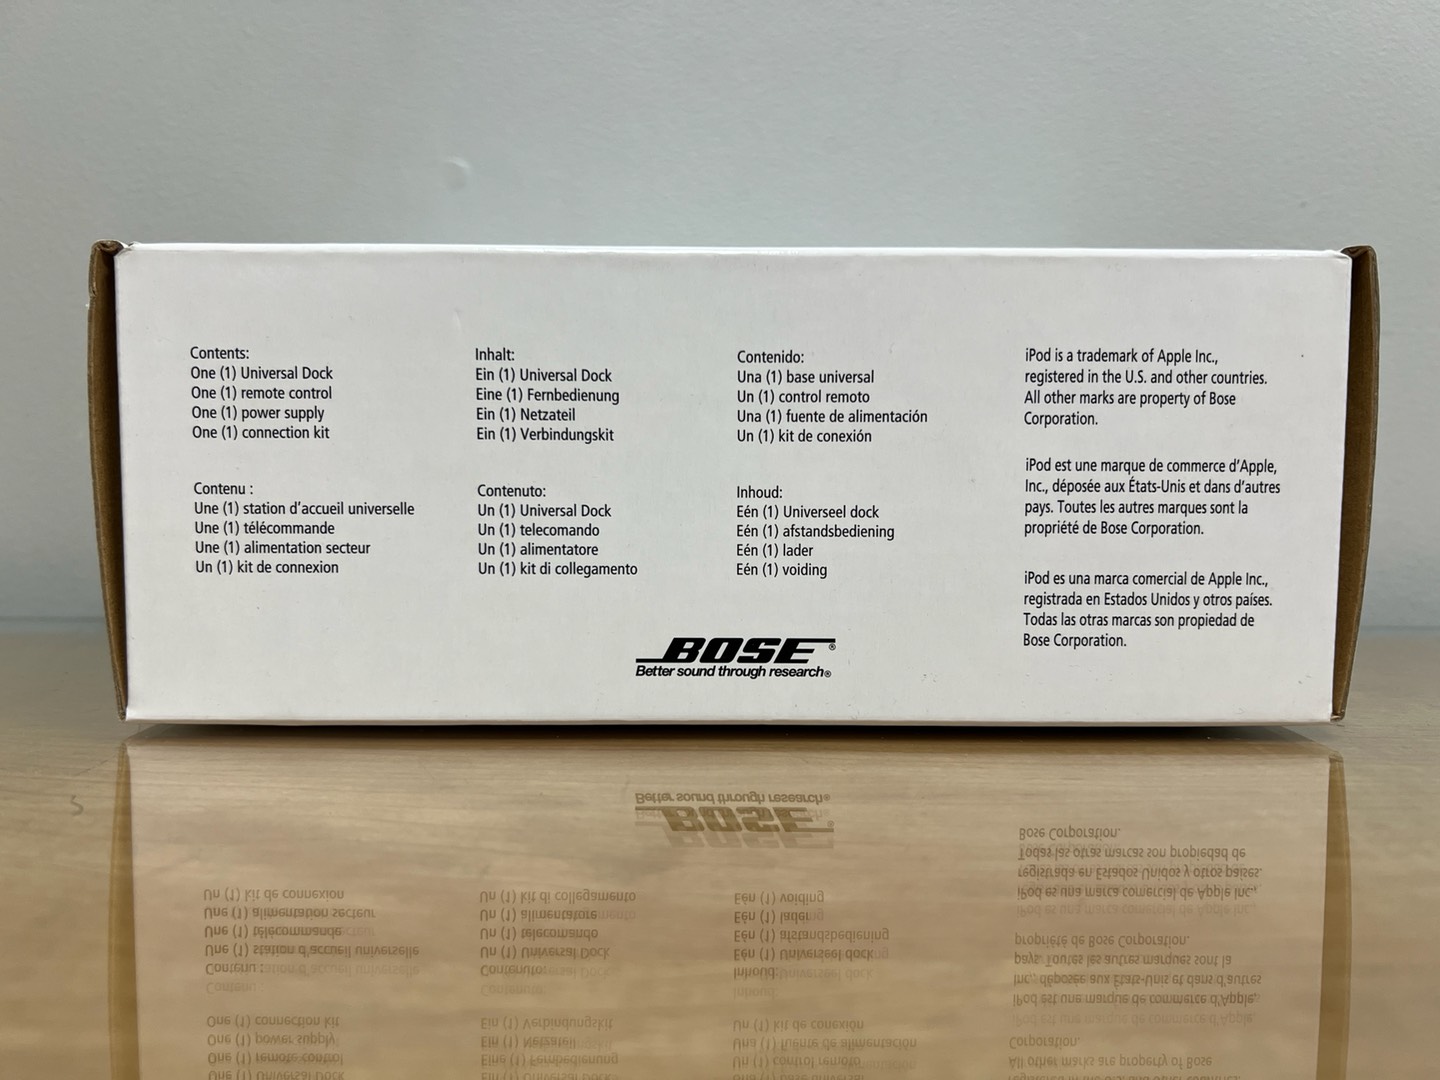 Contents:
One (1) Universal Dock
One (1) remote control
One (1) power supply
One (1) connection kit
Inhalt:
Ein (1) Universal Dock
Eine (1) Fernbedienung
Ein (1) Netzateil
Ein (1) Verbindungskit
Contenido:
Una (1) base universal
Un (1) control remoto
Una (1) fuente de alimentación
Un (1) kit de conexión
Contenu :
Une (1) station d’accueil universelle
Une (1) télécommande
Une (1) alimentation secteur
Un (1) kit de connexion
Contenuto:
Un (1) Universal Dock
Un (1) telecomando
Un (1) alimentatore
Un (1) kit di collegamento
Inhoud:
Eén (1) Universeel dock
Eén (1) afstandsbediening
Eén (1) lader
Eén (1) voiding
iPod is a trademark of Apple Inc.,
registered in the U.S. and other countries.
All other marks are property of Bose
Corporation.
iPod est une marque de commerce d’Apple,
Inc., déposée aux États-Unis et dans d’autres
pays. Toutes les autres marques sont la
propriété de Bose Corporation.
iPod es una marca comercial de Apple Inc.,
registrada en Estados Unidos y otros países.
Todas las otras marcas son propiedad de
Bose Corporation.
BOSE®
Better sound through research®